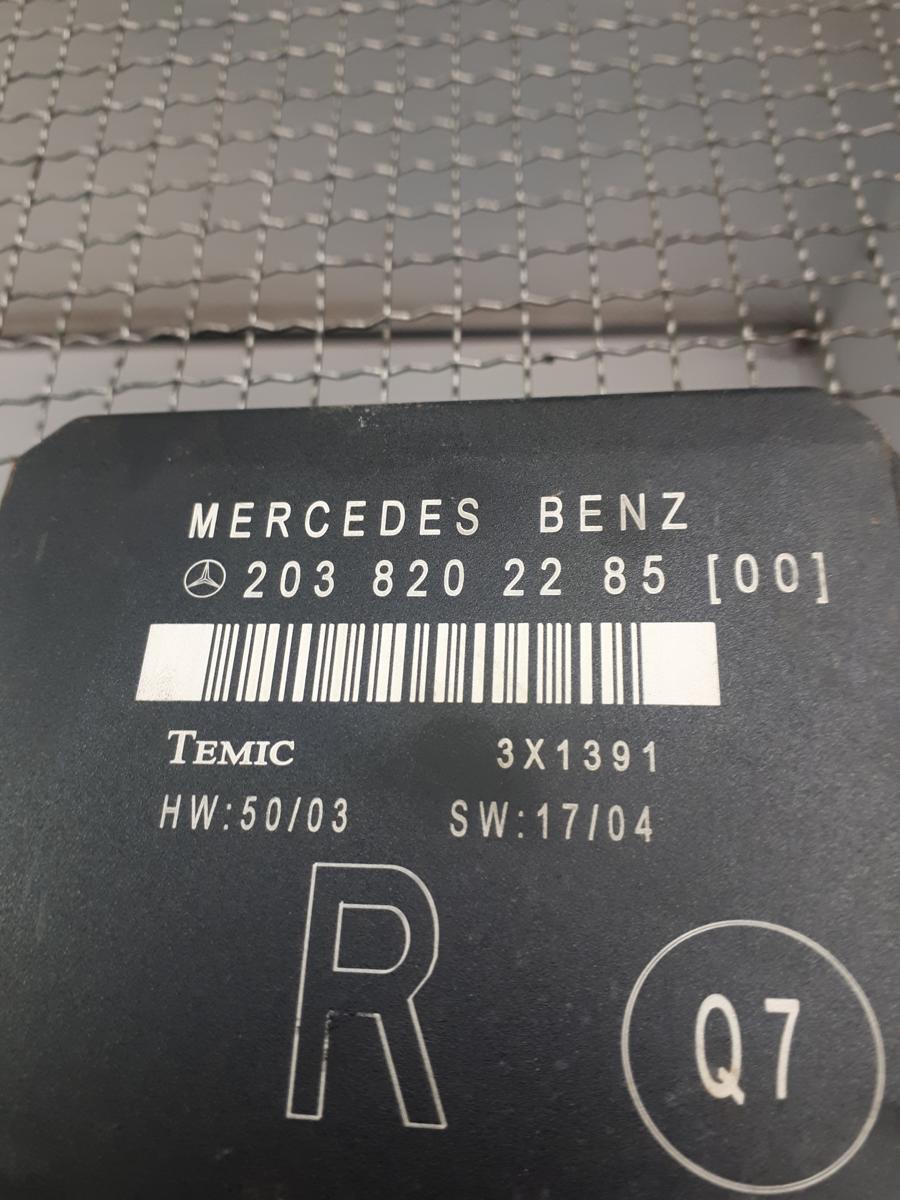 MERCEDES BENZ
203 820 22 85 [00]
TEMIC 3X1391
HW:50/03 SW:17/04
R
Q7